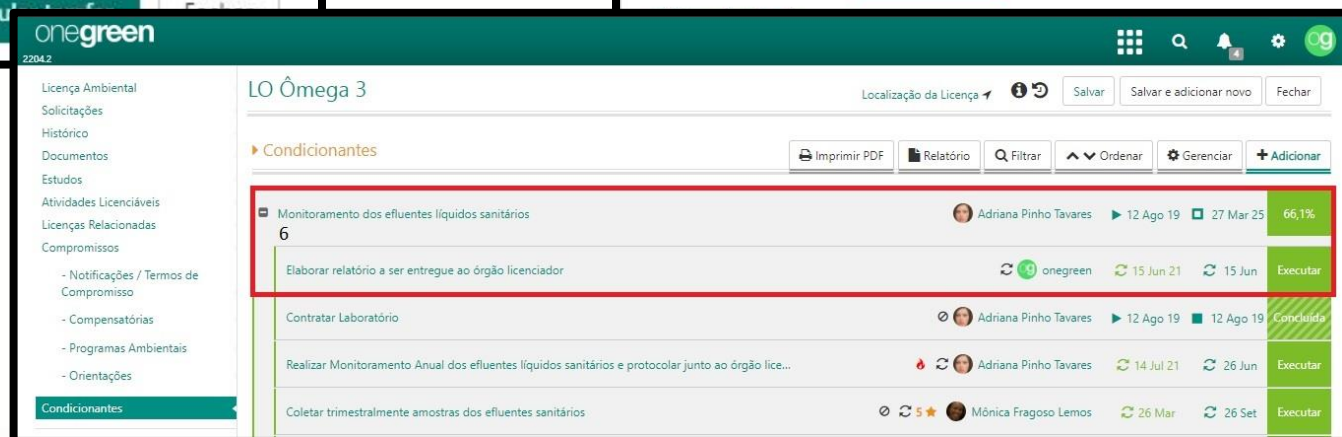 onegreen
2204.2
4
og
Licença Ambiental
Solicitações
Histórico
Documentos
Estudos
Atividades Licenciáveis
Licenças Relacionadas
Compromissos
- Notificações / Termos de
Compromisso
- Compensatórias
- Programas Ambientais
- Orientações
Condicionantes
LO Ômega 3
Localização da Licença
Salvar
Salvar e adicionar novo
Fechar
Condicionantes
Imprimir PDF
Relatório
Filtrar
Ordenar
Gerenciar
Adicionar
Monitoramento dos efluentes líquidos sanitários Adriana Pinho Tavares 12 Ago 19 27 Mar 25 66,1%
6
Elaborar relatório a ser entregue ao órgão licenciador og onegreen 15 Jun 21 15 Jun Executar
Contratar Laboratório Adriana Pinho Tavares 12 Ago 19 12 Ago 19 Concluída
Realizar Monitoramento Anual dos efluentes líquidos sanitários e protocolar junto ao órgão lice... Adriana Pinho Tavares 14 Jul 21 26 Jun Executar
Coletar trimestralmente amostras dos efluentes sanitários 5 Mônica Fragoso Lemos 26 Mar 26 Set Executar